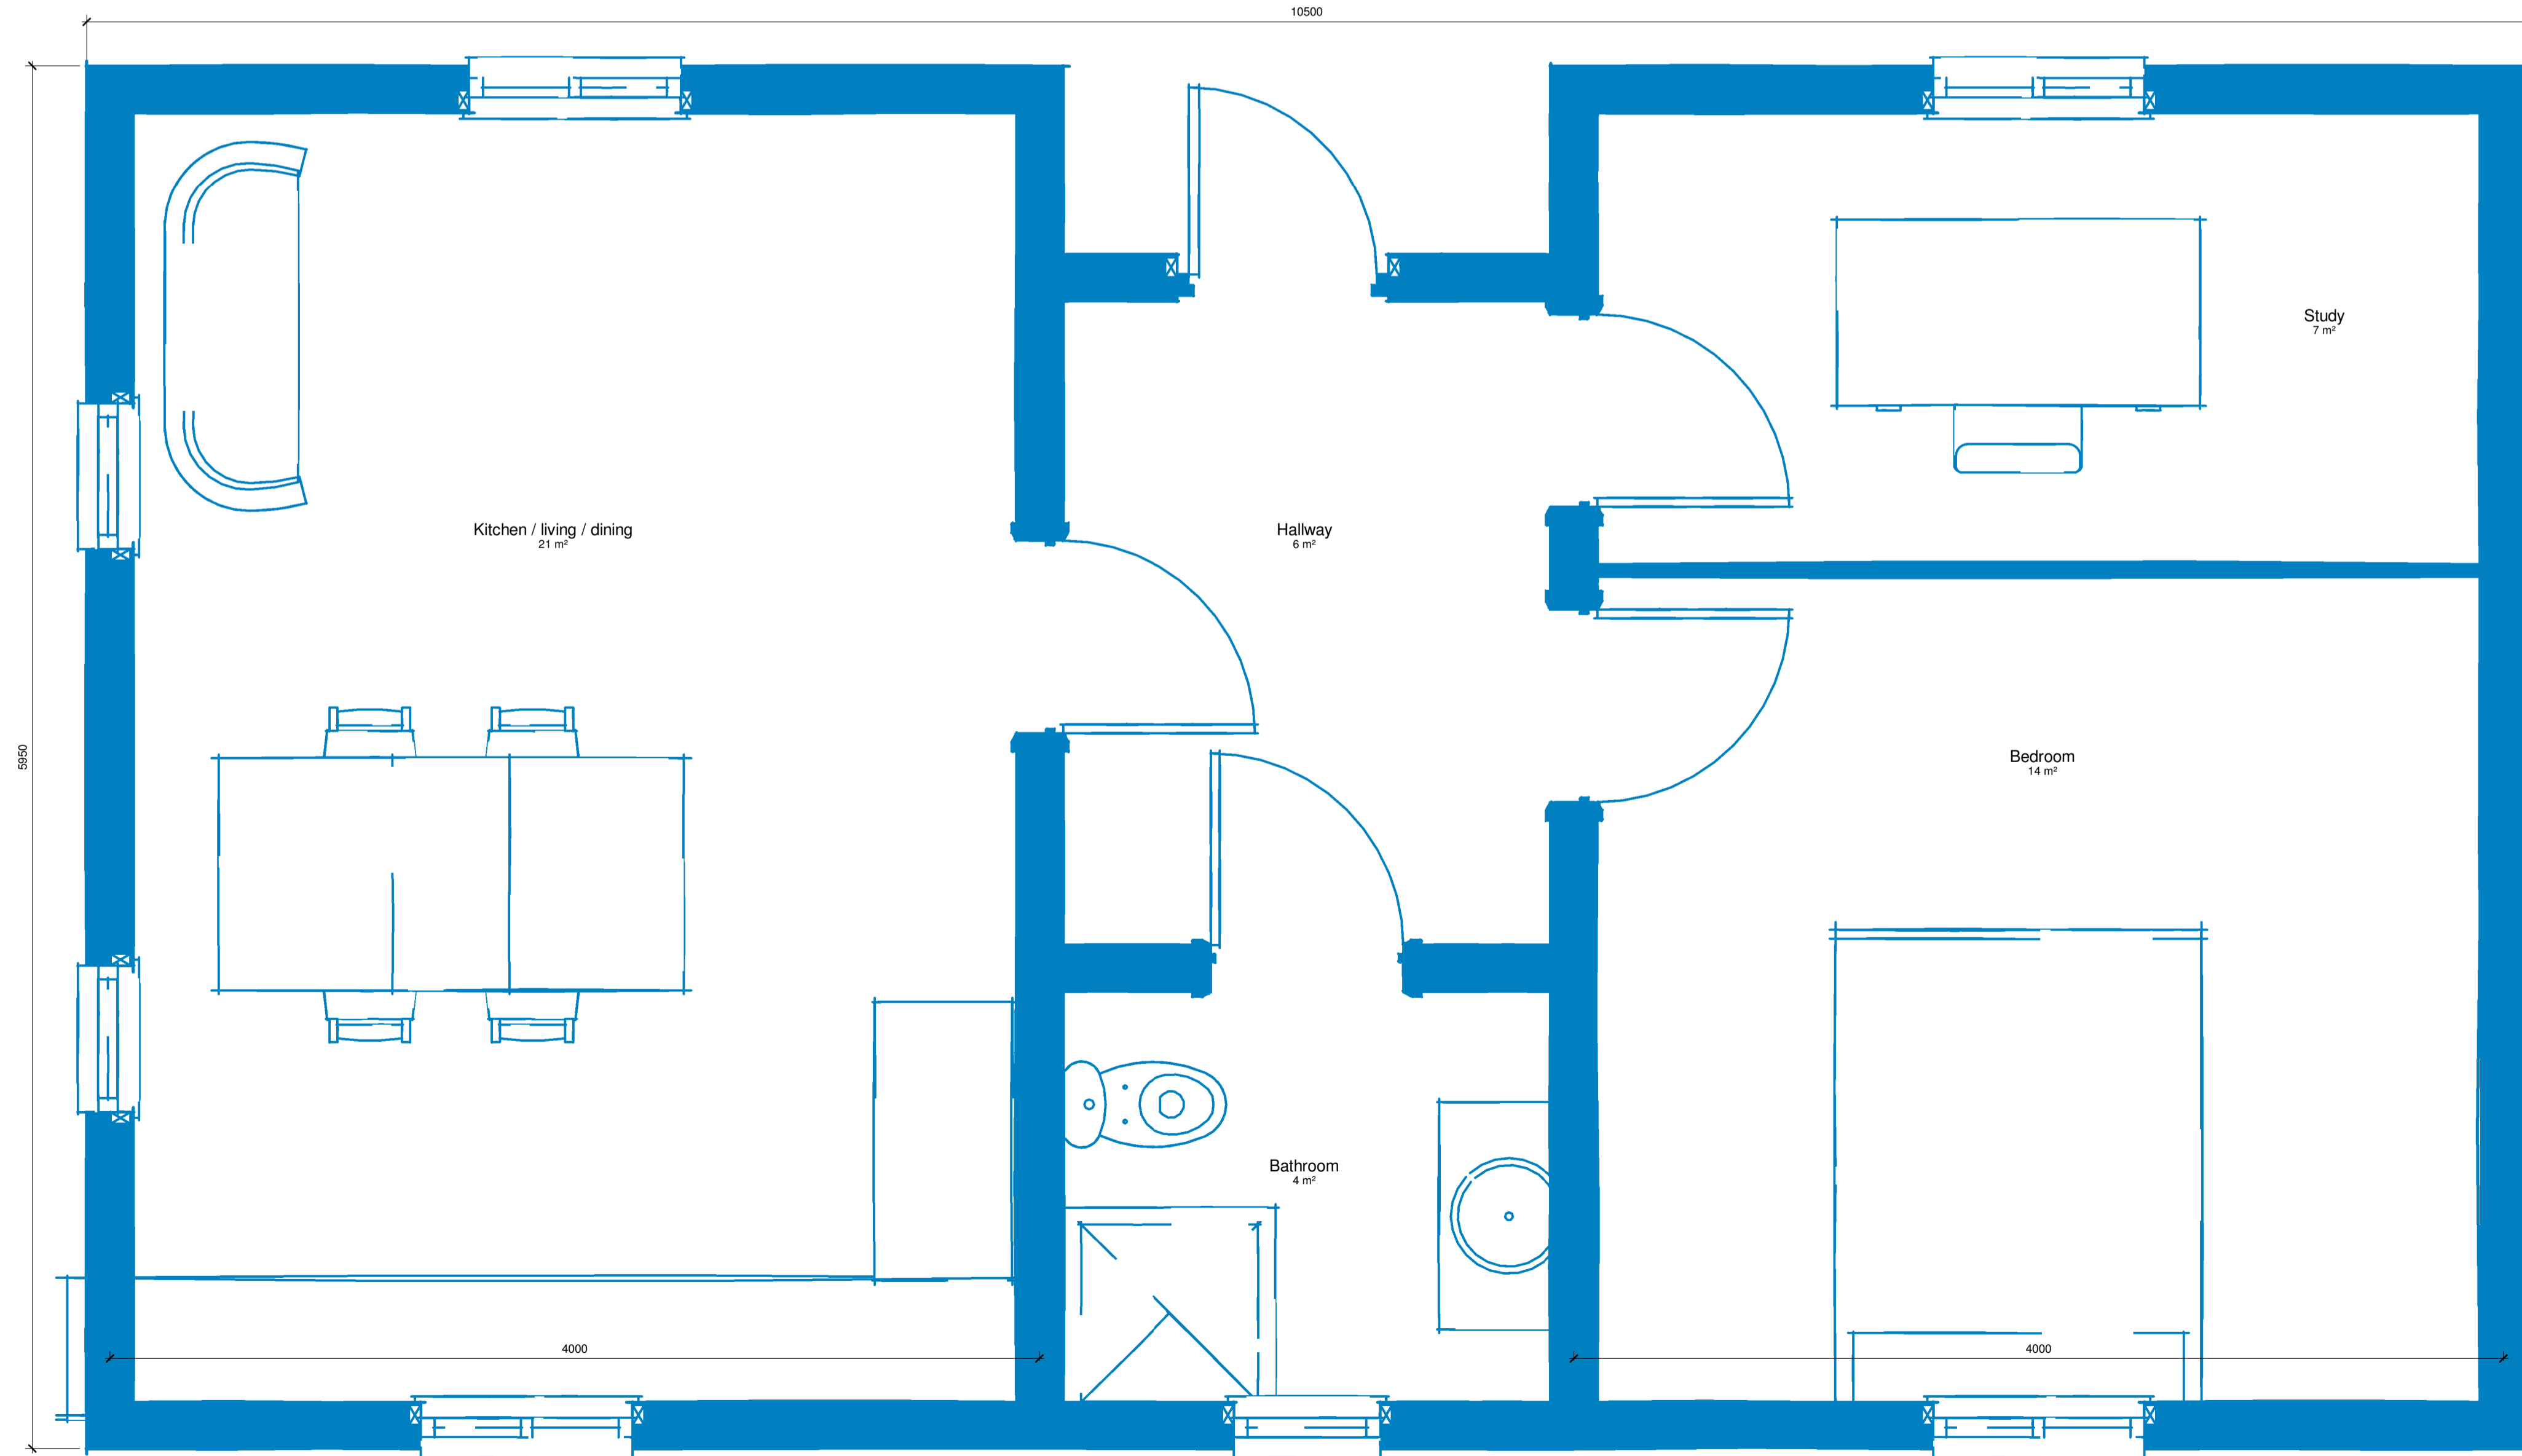 10500
Study
7 m²
Kitchen / living / dining
21 m²
Hallway
6 m²
5950
Bedroom
14 m²
Bathroom
4 m²
4000
4000